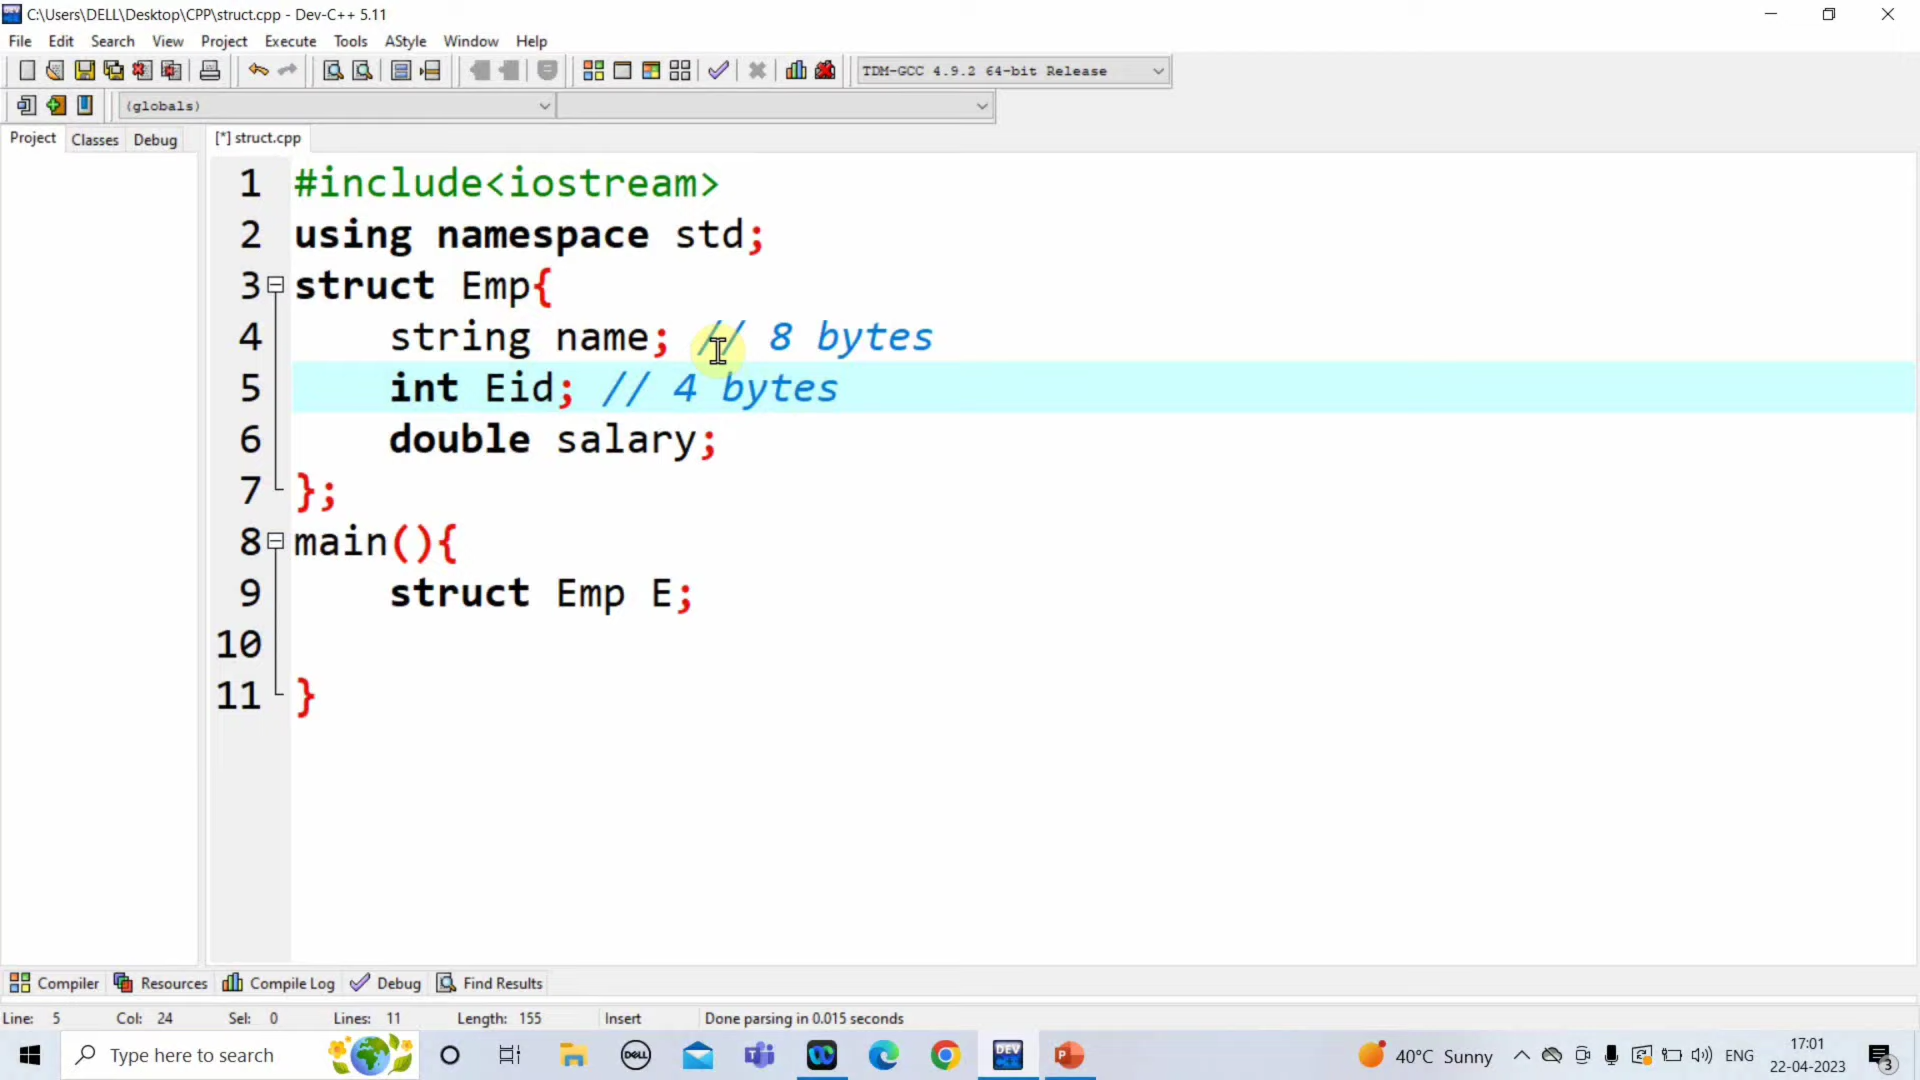 C:\Users\DELL\Desktop\CPP\struct.cpp - Dev-C++ 5.11
File Edit Search View Project Execute Tools AStyle Window Help
TDM-GCC 4.9.2 64-bit Release
(globals)
Project Classes Debug [*] struct.cpp
1 #include<iostream>
2 using namespace std;
3 struct Emp{
4 string name; // 8 bytes
5 int Eid; // 4 bytes
6 double salary;
7 };
8 main(){
9 struct Emp E;
10
11 }
Compiler Resources Compile Log Debug Find Results
Line: 5 Col: 24 Sel: 0 Lines: 11 Length: 155 Insert Done parsing in 0.015 seconds
Type here to search DELL DEV P 40°C Sunny ENG 17:01
22-04-2023 3